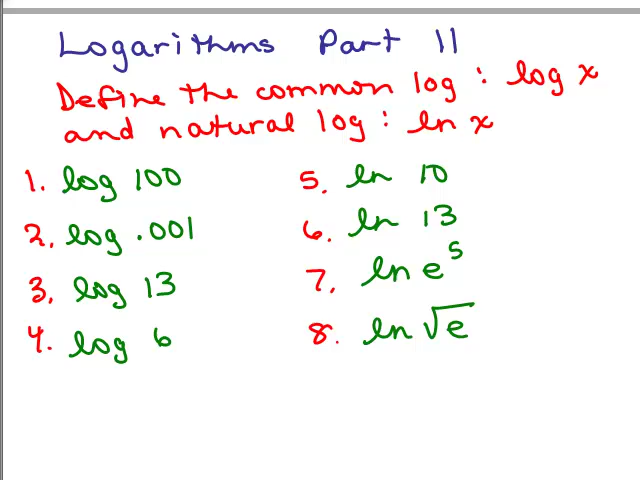 Logarithms Part II
Define the common log: log x
and natural log: ln x
1. log 100
2. log .001
3. log 13
4. log 6
5. ln 10
6. ln 13
7. ln e⁵
8. ln √e